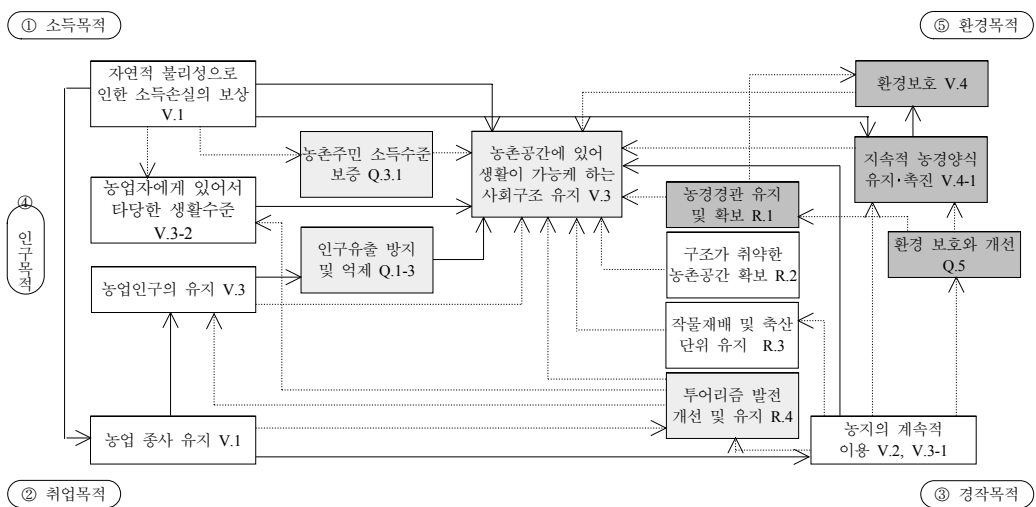 ① 소득목적
⑤ 환경목적
자연적 불리성으로
인한 소득손실의 보상
V.1
환경보호 V.4
농촌주민 소득수준
보증 Q.3.1
농촌공간에 있어
생활이 가능케 하는
사회구조 유지 V.3
지속적 농경양식
유지·촉진 V.4-1
농업자에게 있어서
타당한 생활수준
V.3-2
농경경관 유지
및 확보 R.1
④
인구목적
인구유출 방지
및 억제 Q.1-3
구조가 취약한
농촌공간 확보 R.2
환경 보호와 개선
Q.5
농업인구의 유지 V.3
작물재배 및 축산
단위 유지 R.3
투어리즘 발전
개선 및 유지 R.4
농업 종사 유지 V.1
농지의 계속적
이용 V.2, V.3-1
② 취업목적
③ 경작목적